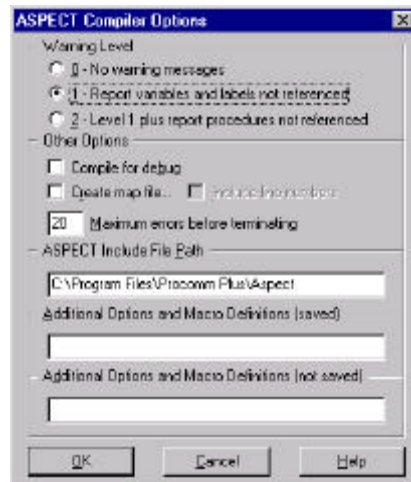 ASPECT Compiler Options
Warning Level
0 - No warning messages
1 - Report variables and labels not referenced
2 - Level 1 plus report procedures not referenced
Other Options
Compile for debug
Create map file... Include line numbers
20 Maximum errors before terminating
ASPECT Include File Path
C:\Program Files\Procomm Plus\Aspect
Additional Options and Macro Definitions (saved)
Additional Options and Macro Definitions (not saved)
OK Cancel Help